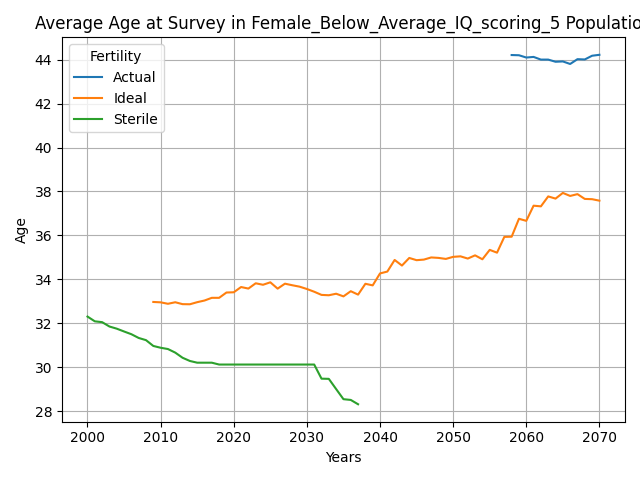 Average Age at Survey in Female_Below_Average_IQ_scoring_5 Populatio
Fertility
Actual
Ideal
Sterile
Age
44
42
40
38
36
34
32
30
28
2000 2010 2020 2030 2040 2050 2060 2070
Years